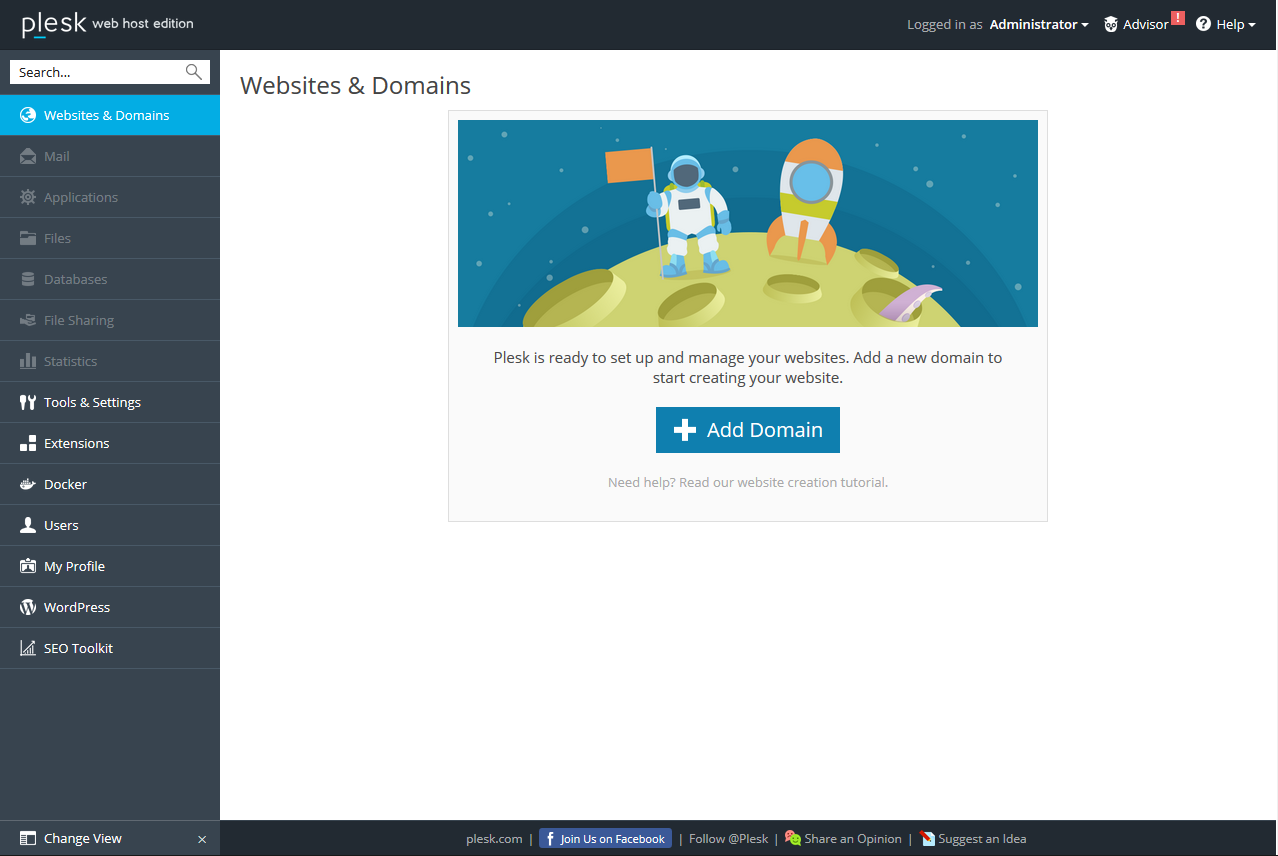 plesk web host edition
Logged in as Administrator Advisor ! Help
Search...
Websites & Domains
Mail
Applications
Files
Databases
File Sharing
Statistics
Tools & Settings
Extensions
Docker
Users
My Profile
WordPress
SEO Toolkit
Change View
Websites & Domains
Plesk is ready to set up and manage your websites. Add a new domain to
start creating your website.
Add Domain
Need help? Read our website creation tutorial.
plesk.com | Join Us on Facebook | Follow @Plesk | Share an Opinion | Suggest an Idea